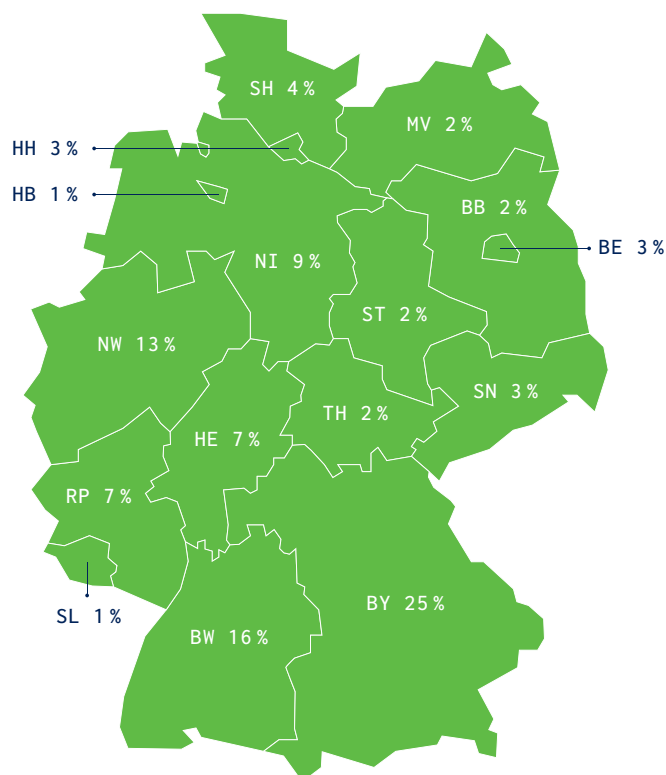 SH 4 %
MV 2 %
HH 3 %
HB 1 %
BB 2 %
BE 3 %
NI 9 %
ST 2 %
NW 13 %
SN 3 %
TH 2 %
HE 7 %
RP 7 %
BY 25 %
SL 1 %
BW 16 %